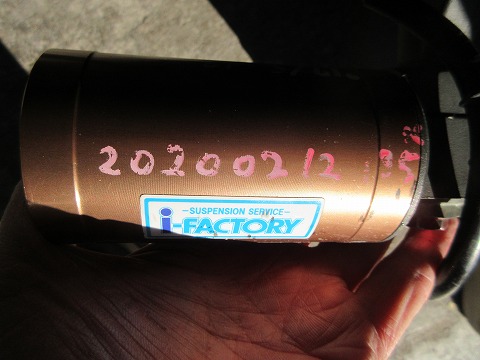 20200212
-SUSPENSION SERVICE-
i-FACTORY